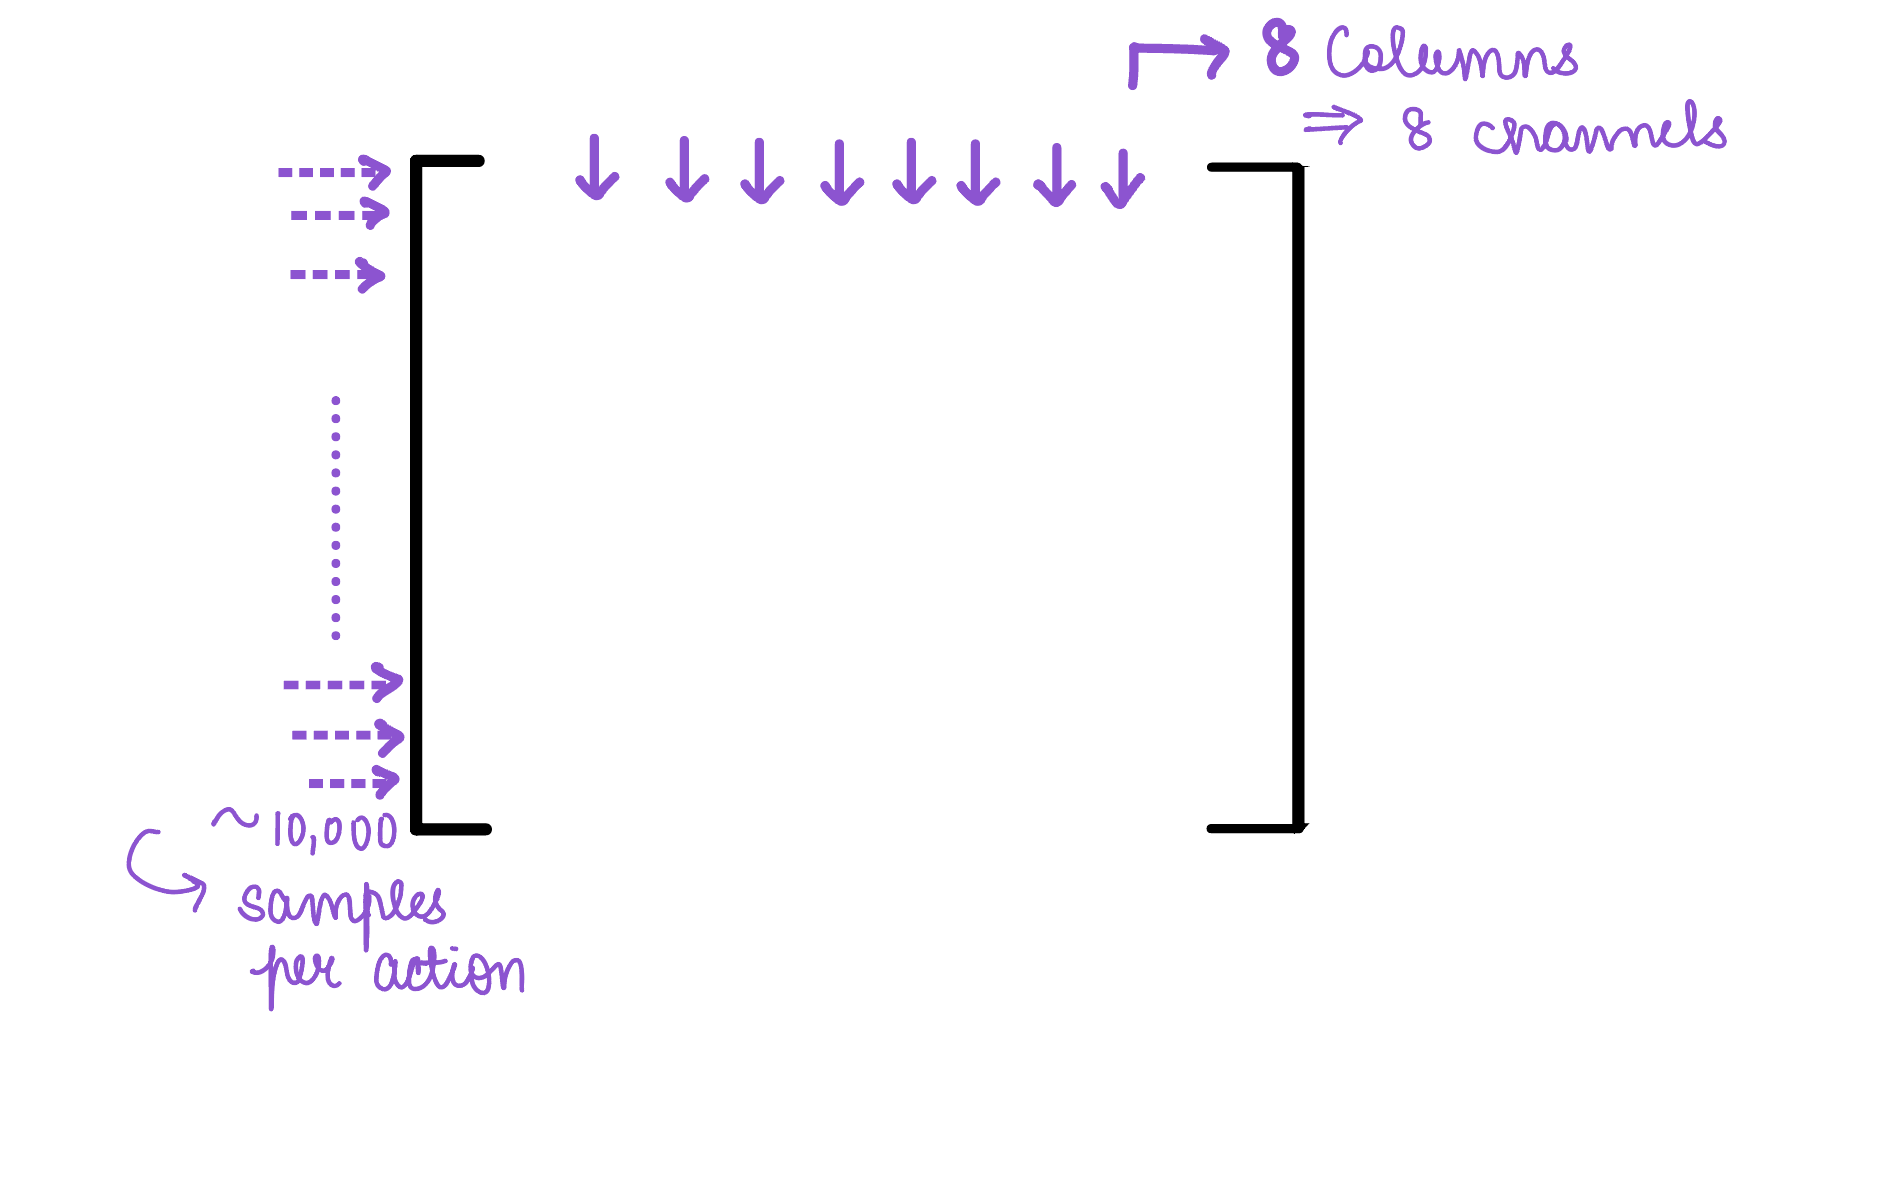 8 Columns
⇒ 8 channels
~10,000
samples
per action